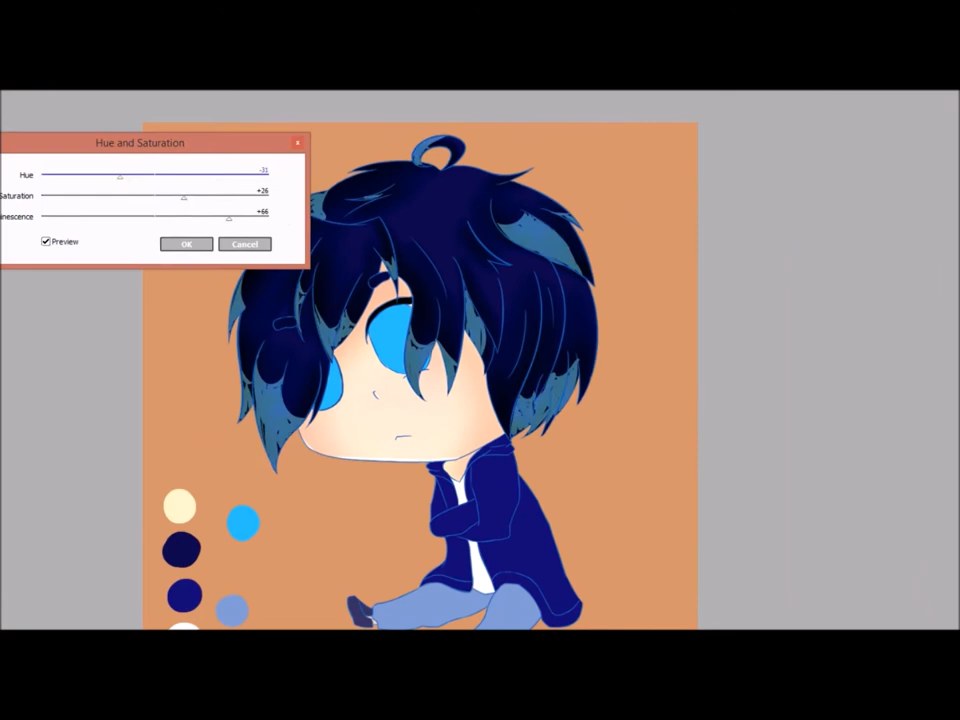 Hue and Saturation
x
Hue -31
Saturation +26
inescence +66
Preview OK Cancel